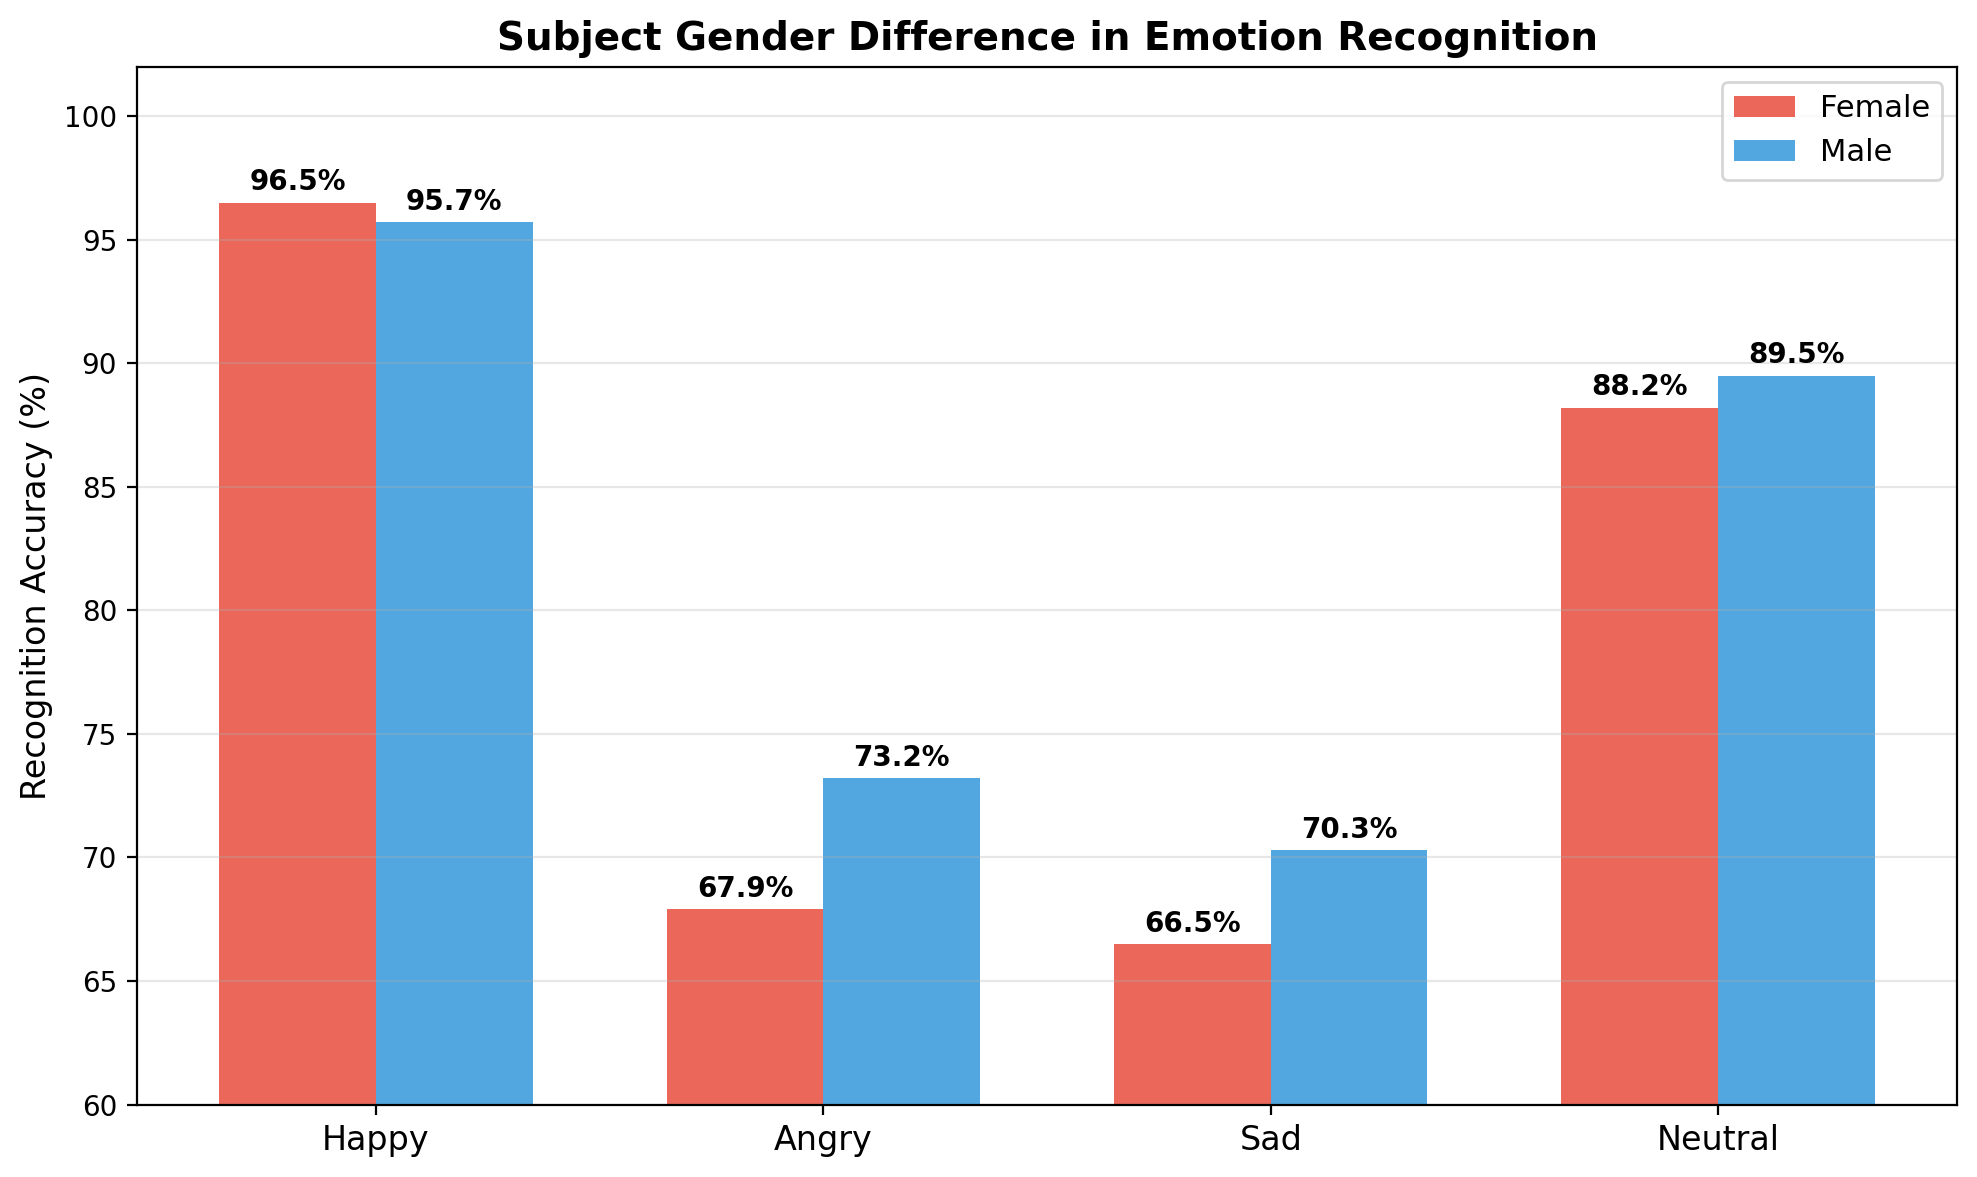 Subject Gender Difference in Emotion Recognition
Female
Male
Recognition Accuracy (%)
100
95
90
85
80
75
70
65
60
96.5%
95.7%
67.9%
73.2%
66.5%
70.3%
88.2%
89.5%
Happy
Angry
Sad
Neutral